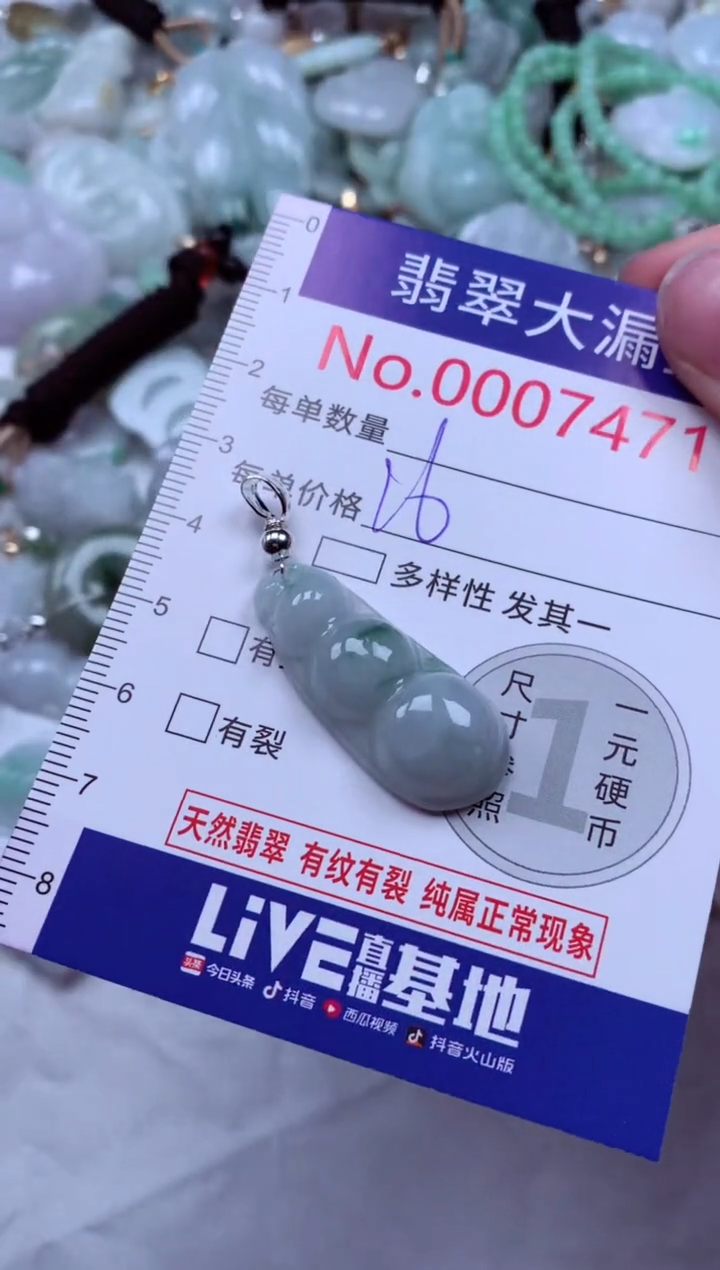 0
1
2
3
4
5
6
7
8
翡翠大漏
No.0007471
每单数量
每单价格
多样性 发其一
有
有裂
尺寸 照
一元硬币
1
天然翡翠 有纹有裂 纯属正常现象
LiVE直播基地
头条 今日头条 抖音 西瓜视频 抖音火山版